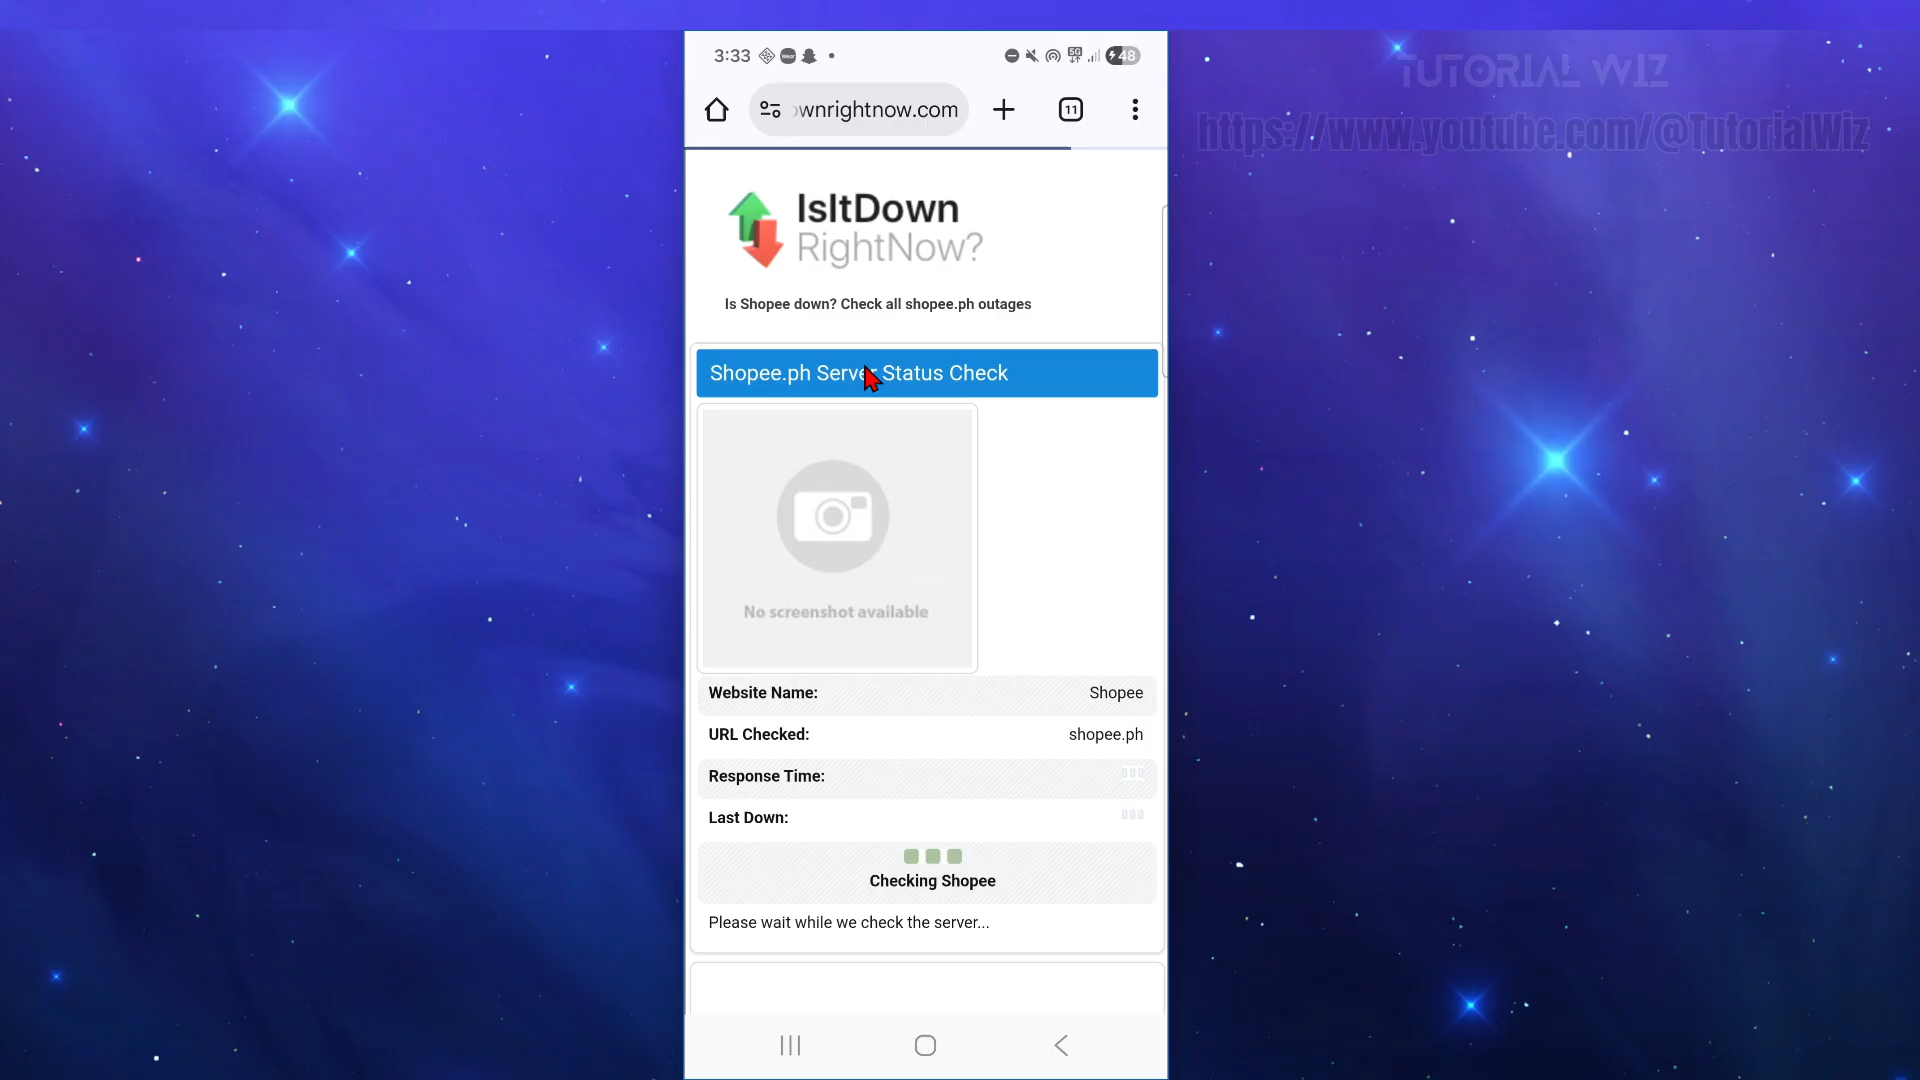 TUTORIAL WIZ
https://www.youtube.com/@TutorialWiz
3:33
5G
48
ownrightnow.com
11
IsItDown
RightNow?
Is Shopee down? Check all shopee.ph outages
Shopee.ph Server Status Check
No screenshot available
Website Name: Shopee
URL Checked: shopee.ph
Response Time:
Last Down:
Checking Shopee
Please wait while we check the server...